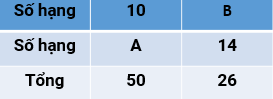 Số hạng 10 B
Số hạng A 14
Tổng 50 26